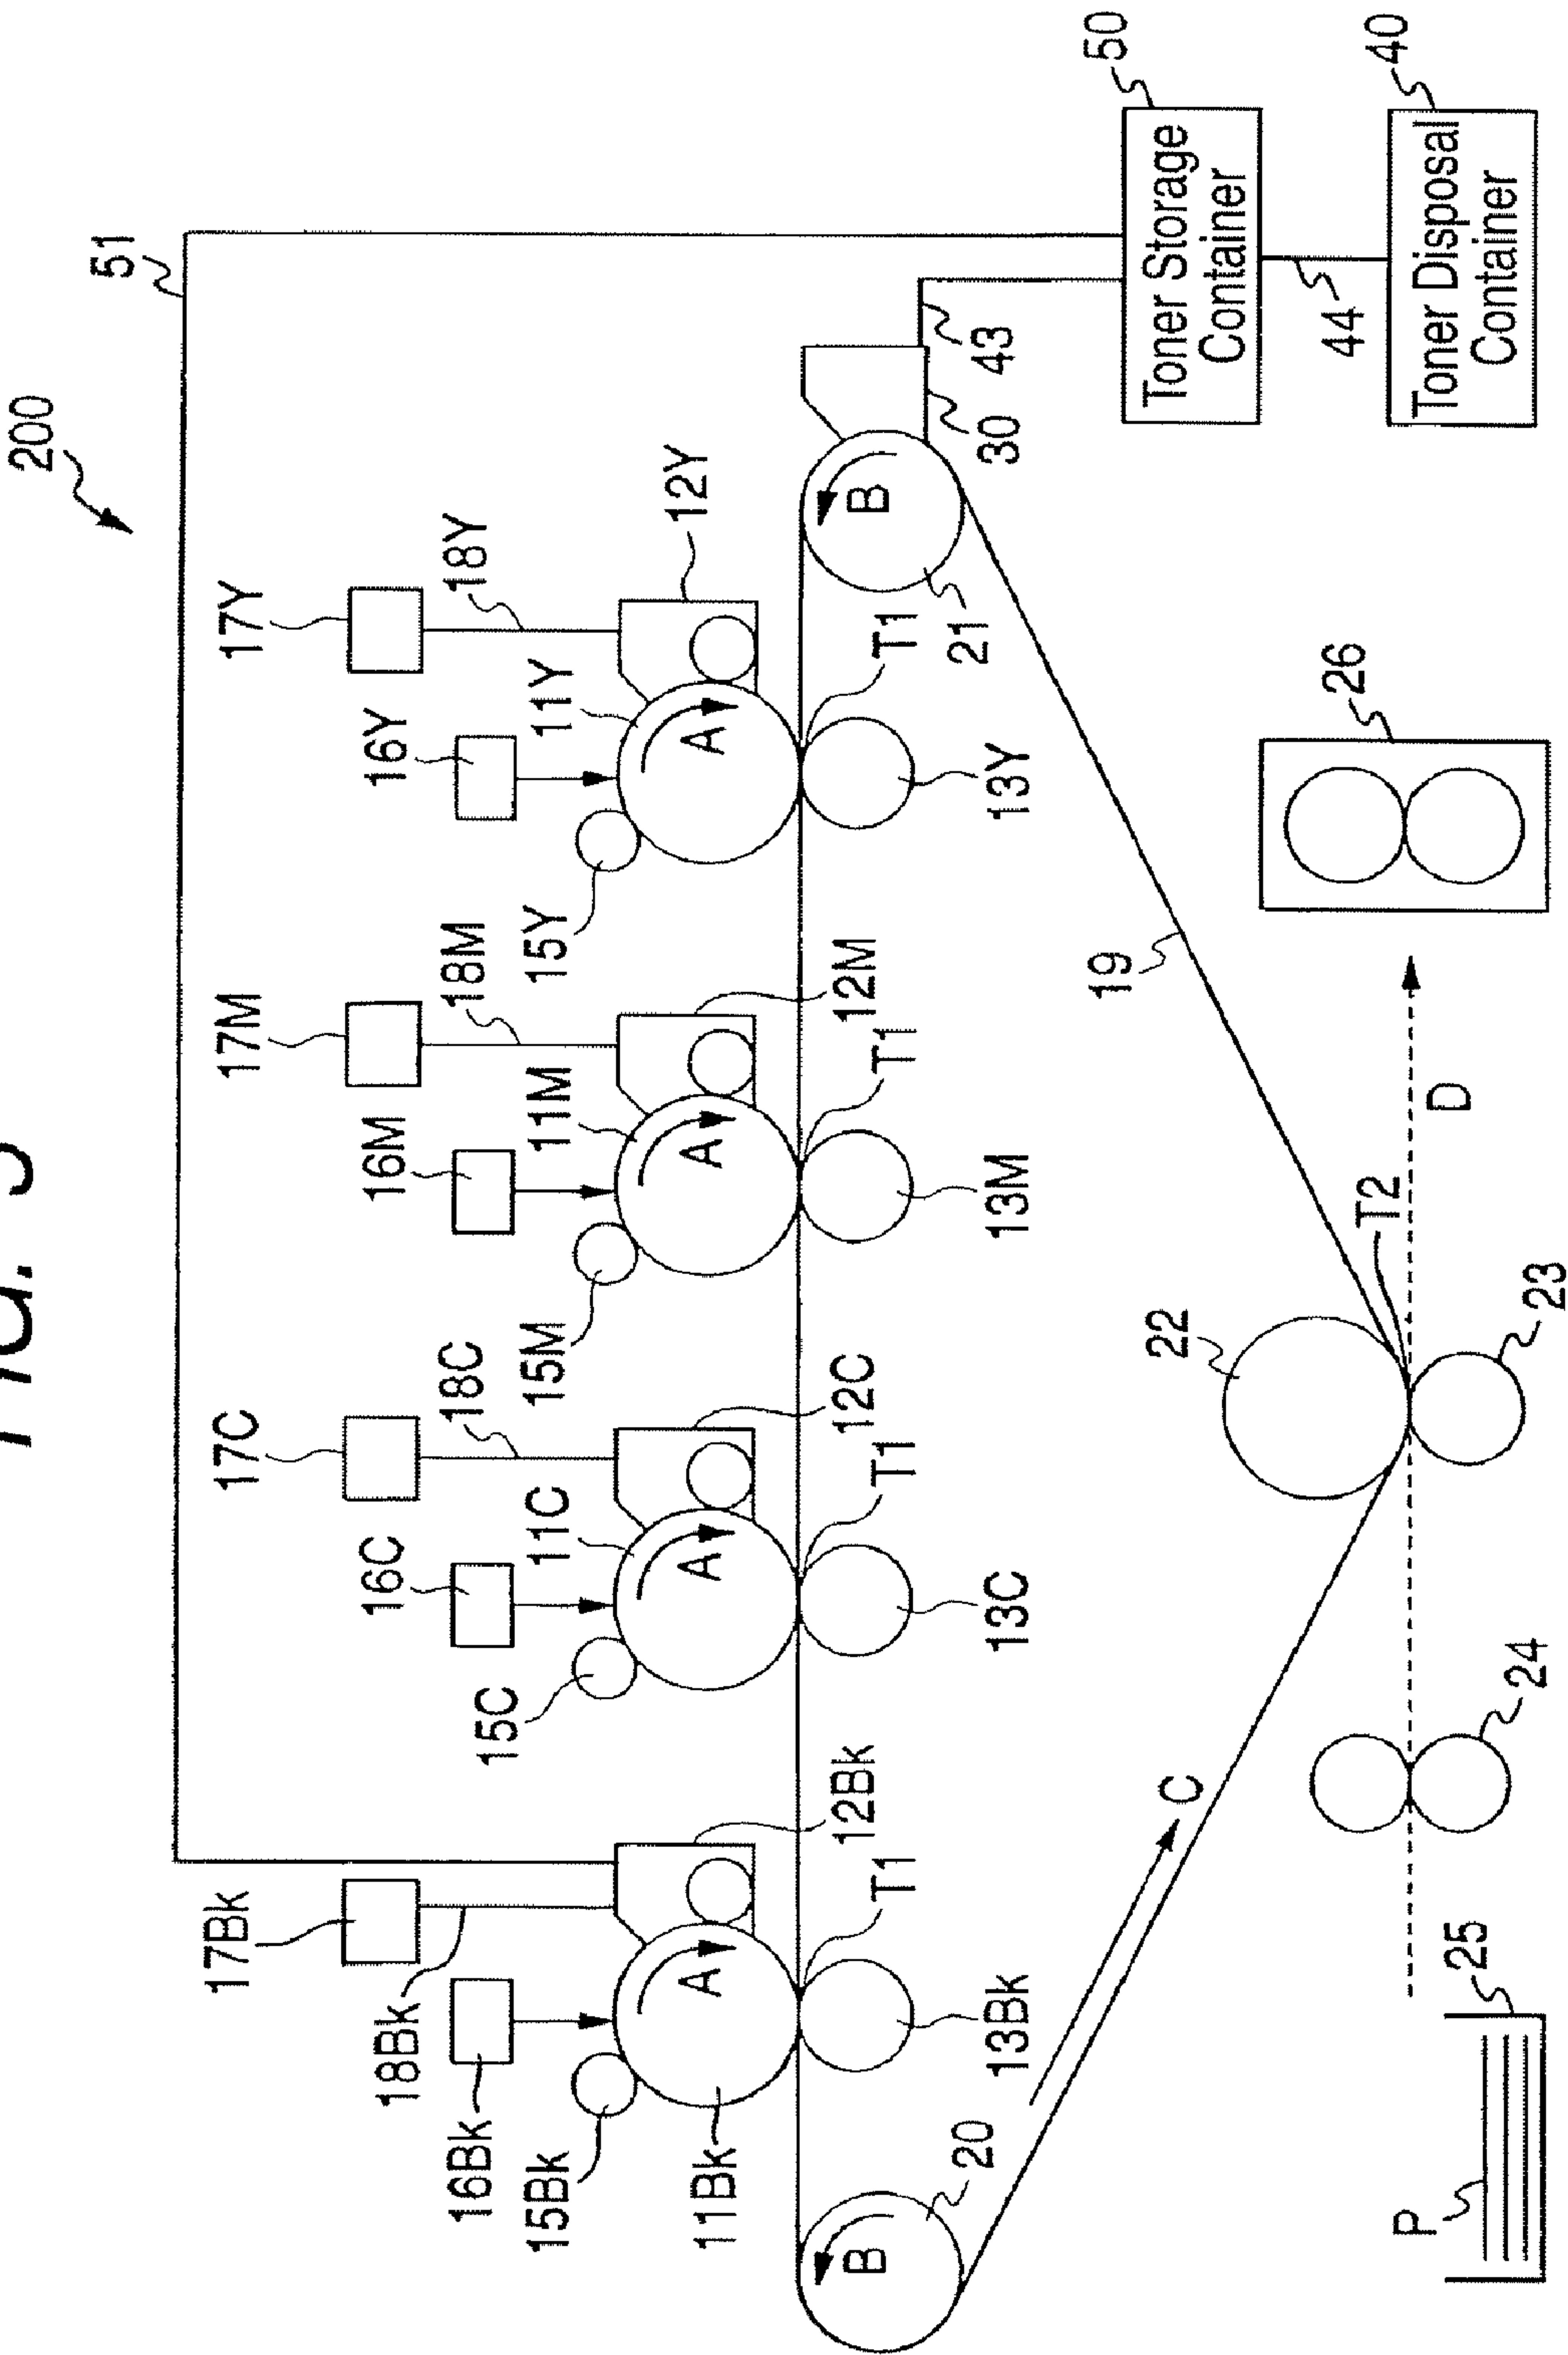 FIG. 3
200
51
17Bk
17C
17M
17Y
18Bk
16Bk
16C
18C
16M
18M
16Y
18Y
15Bk
15C
11C
15M
11M
15Y
11Y
11Bk
A
A
A
A
12Y
12Bk
12C
12M
B
B
T1
T1
T1
T1
20
13Bk
13C
13M
13Y
21
30
43
C
19
50
Toner Storage
Container
22
T2
44
26
P
D
40
Toner Disposal
Container
25
24
23